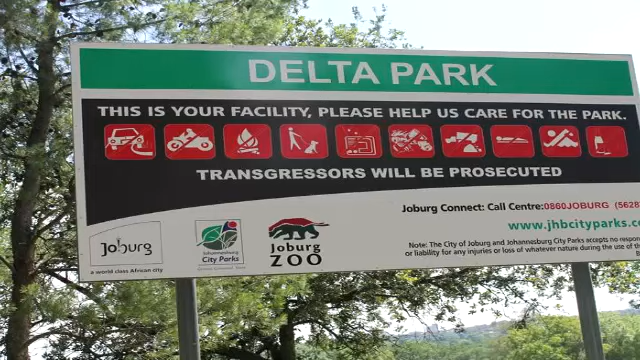 DELTA PARK
THIS IS YOUR FACILITY, PLEASE HELP US CARE FOR THE PARK.
TRANSGRESSORS WILL BE PROSECUTED
Joburg Connect: Call Centre:0860JOBURG (5628
www.jhbcityparks.c
Note: The City of Joburg and Johannesburg City Parks accepts no respon
or liability for any injuries or loss of whatever nature during the use of th
Joburg
a world class African city
Johannesburg
City Parks
Joburg
ZOO